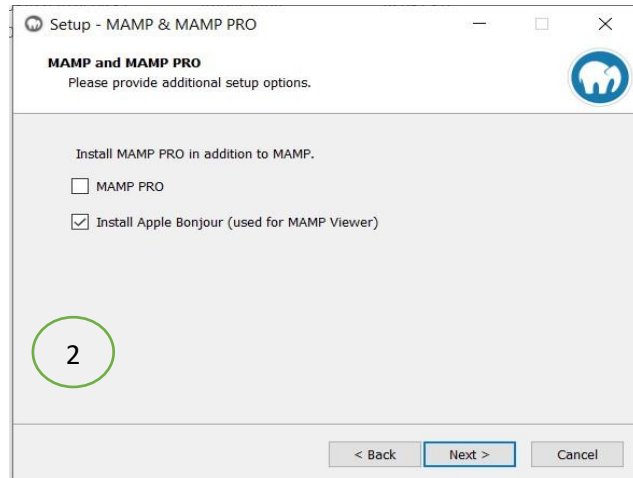 Setup - MAMP & MAMP PRO
MAMP and MAMP PRO
Please provide additional setup options.
Install MAMP PRO in addition to MAMP.
MAMP PRO
Install Apple Bonjour (used for MAMP Viewer)
2
< Back Next > Cancel